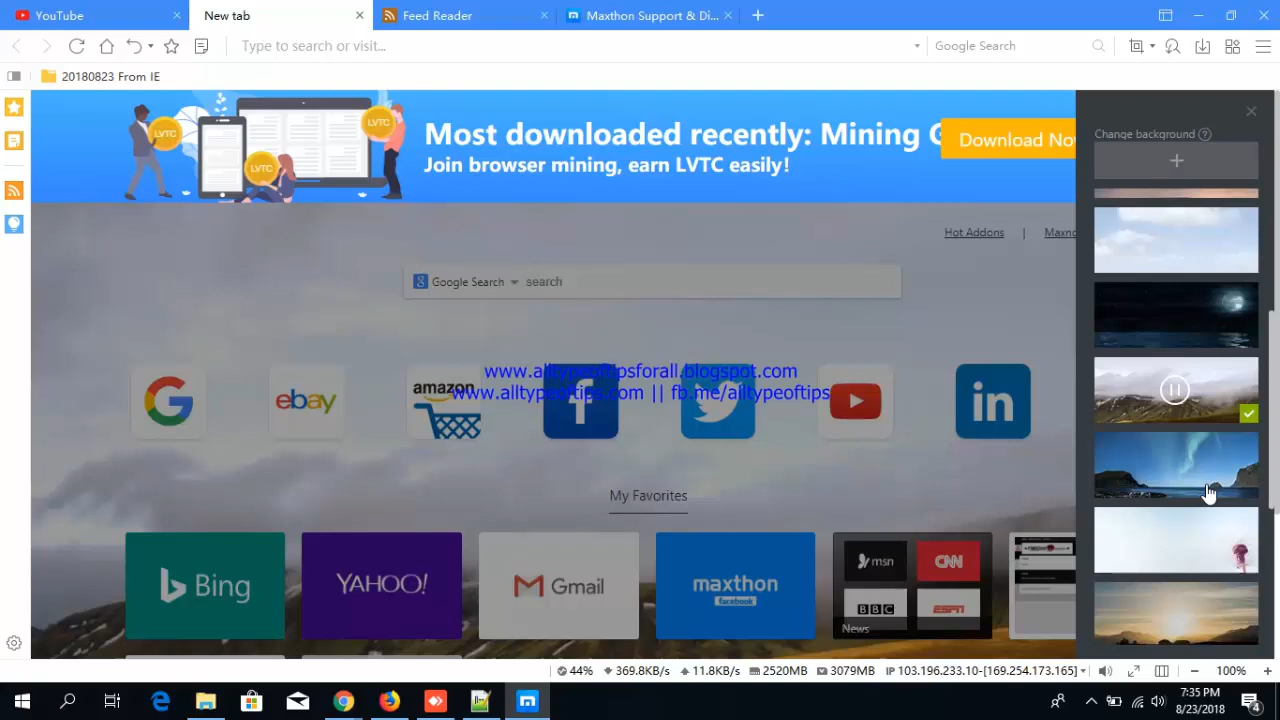 YouTube
New tab
Feed Reader
Maxthon Support & Di...
Type to search or visit...
Google Search
20180823 From IE
LVTC
LVTC
LVTC
Most downloaded recently: Mining G
Join browser mining, earn LVTC easily!
Download No
Change background ?
Hot Addons | Maxno
Google Search search
ebay
amazon
in
www.alltypeoftipsforall.blogspot.com
www.alltypeoftips.com || fb.me/alltypeoftips
My Favorites
Bing
YAHOO!
Gmail
maxthon
facebook
msn
CNN
BBC
ESPN
News
44% 369.8KB/s 11.8KB/s 2520MB 3079MB IP 103.196.233.10-[169.254.173.165] 100%
7:35 PM
8/23/2018
4